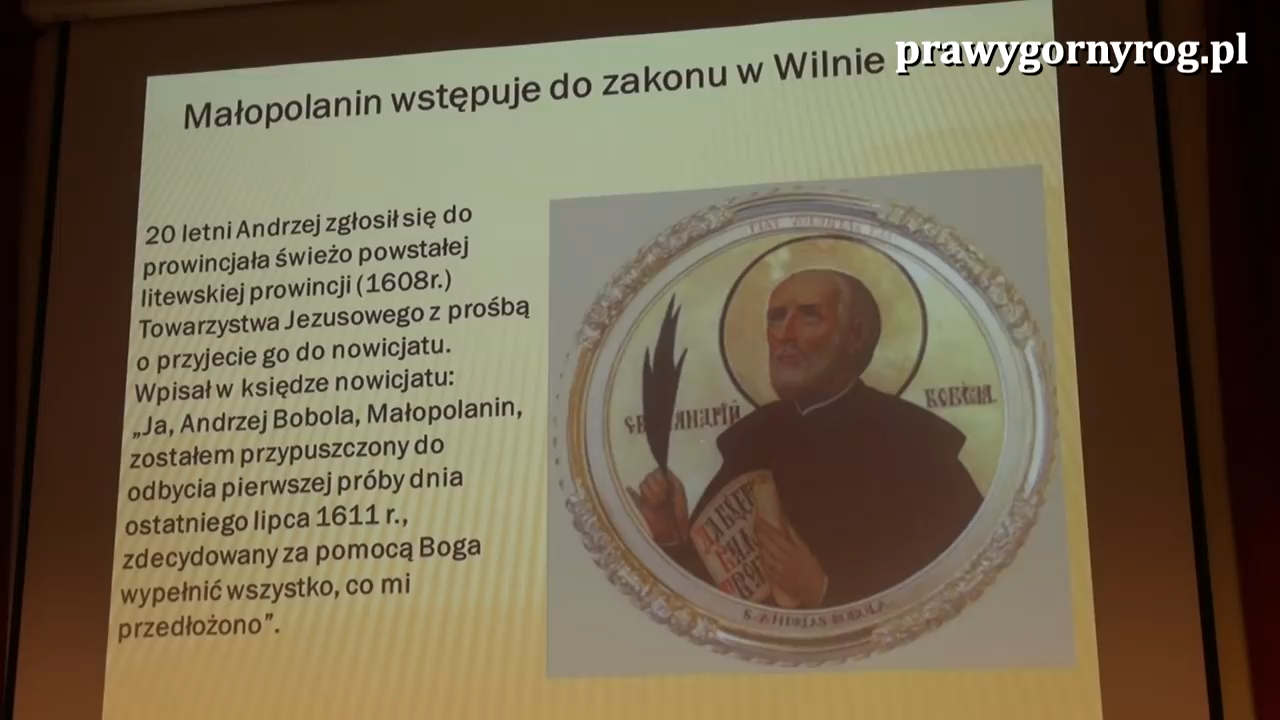 prawygornyrog.pl
Małopolanin wstępuje do zakonu w Wilnie
20 letni Andrzej zgłosił się do
prowincjała świeżo powstałej
litewskiej prowincji (1608r.)
Towarzystwa Jezusowego z prośbą
o przyjecie go do nowicjatu.
Wpisał w księdze nowicjatu:
„Ja, Andrzej Bobola, Małopolanin,
zostałem przypuszczony do
odbycia pierwszej próby dnia
ostatniego lipca 1611 r.,
zdecydowany za pomocą Boga
wypełnić wszystko, co mi
przedłożono”.
FIAT VOLUNTAS
S. ANDREAS BOBOLA